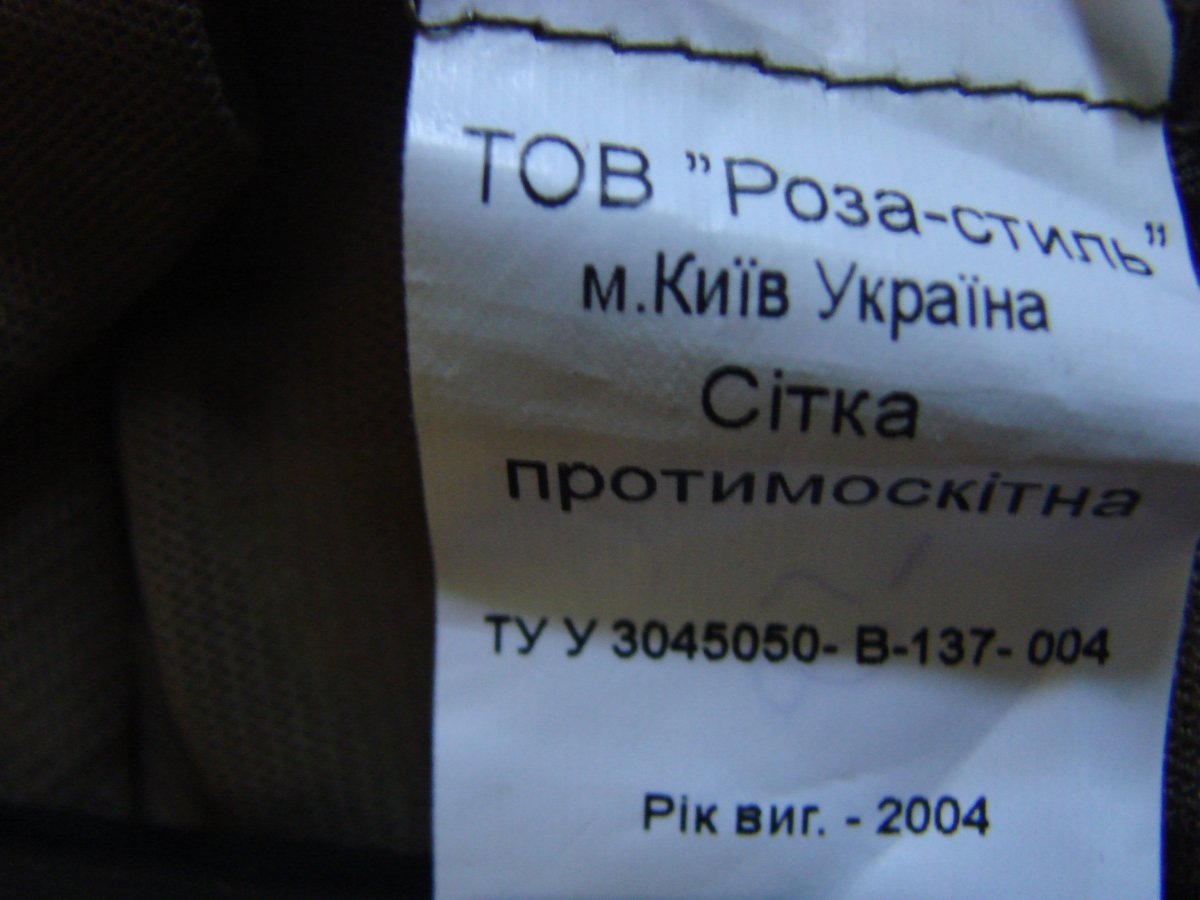 ТОВ "Роза-стиль"
м.Київ Україна
Сітка
протимоскітна
ТУ У 3045050- В-137- 004
Рік виг. - 2004